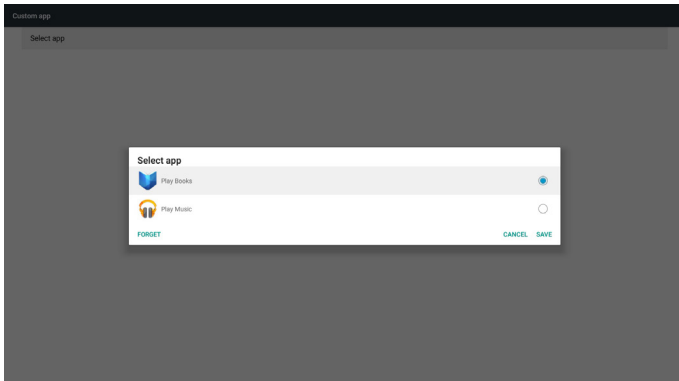 Custom app
Select app
Select app
Play Books
Play Music
FORGET CANCEL SAVE